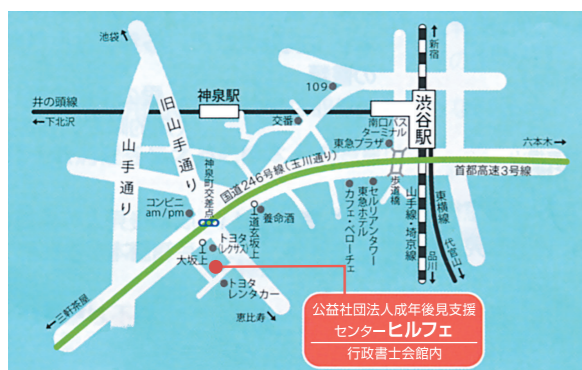 池袋
新宿
109
井の頭線
神泉駅
下北沢
旧山手通り
交番
南口バス
ターミナル
渋谷駅
東急プラザ
六本木
山手通り
神泉町交差点
国道246号線(玉川通り)
首都高速3号線
歩道橋
コンビニ
am/pm
養命酒
道玄坂上
カフェ・ベローチェ
セルリアンタワー
東急ホテル
山手線・埼京線
東横線
代官山
品川
トヨタ
(レクサス)
大坂上
トヨタ
レンタカー
三軒茶屋
恵比寿
公益社団法人成年後見支援
センターヒルフェ
行政書士会館内